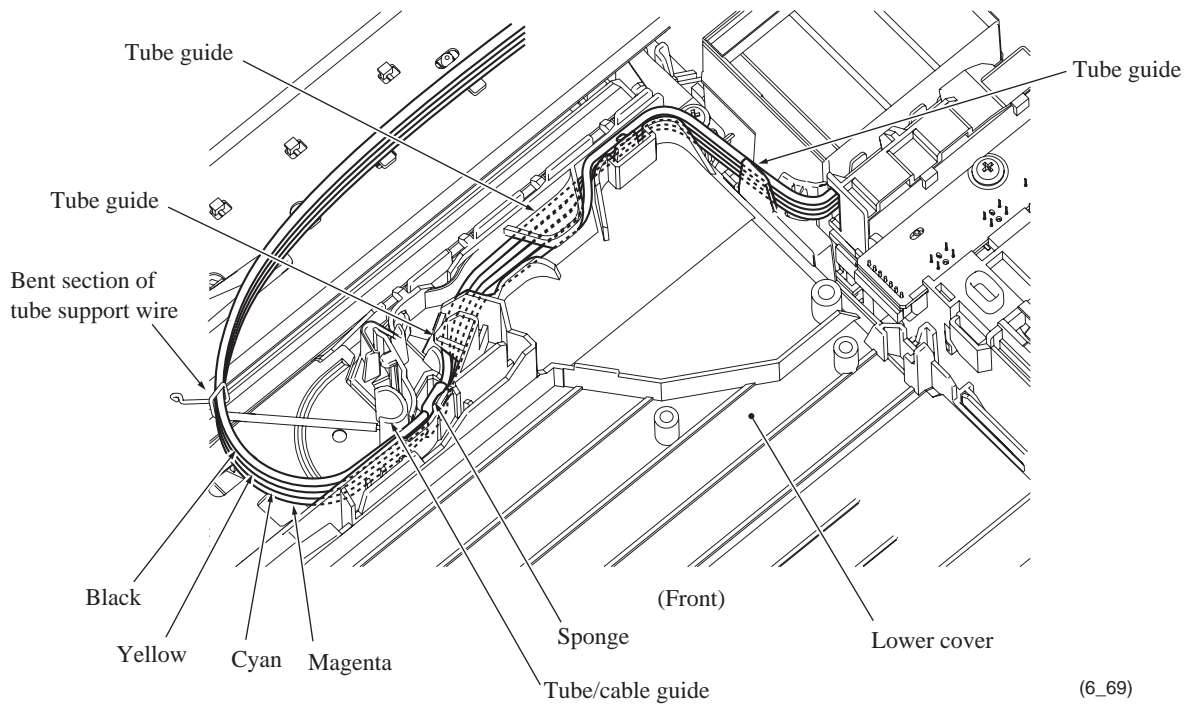 Tube guide
Tube guide
Tube guide
Bent section of
tube support wire
Black
Yellow
Cyan
Magenta
(Front)
Sponge
Tube/cable guide
Lower cover
(6_69)